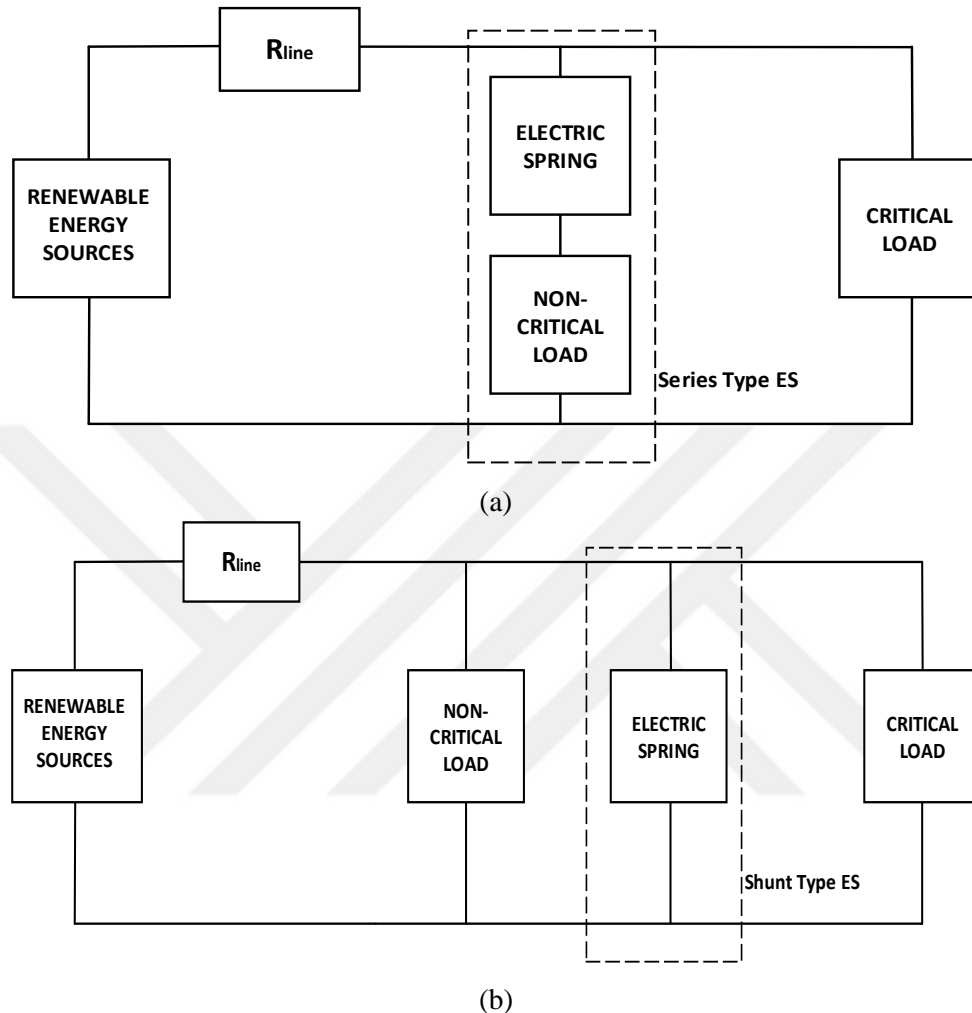 Rline
ELECTRIC
SPRING
RENEWABLE
ENERGY
SOURCES
CRITICAL
LOAD
NON-
CRITICAL
LOAD
Series Type ES
(a)
Rline
RENEWABLE
ENERGY
SOURCES
NON-
CRITICAL
LOAD
ELECTRIC
SPRING
CRITICAL
LOAD
Shunt Type ES
(b)